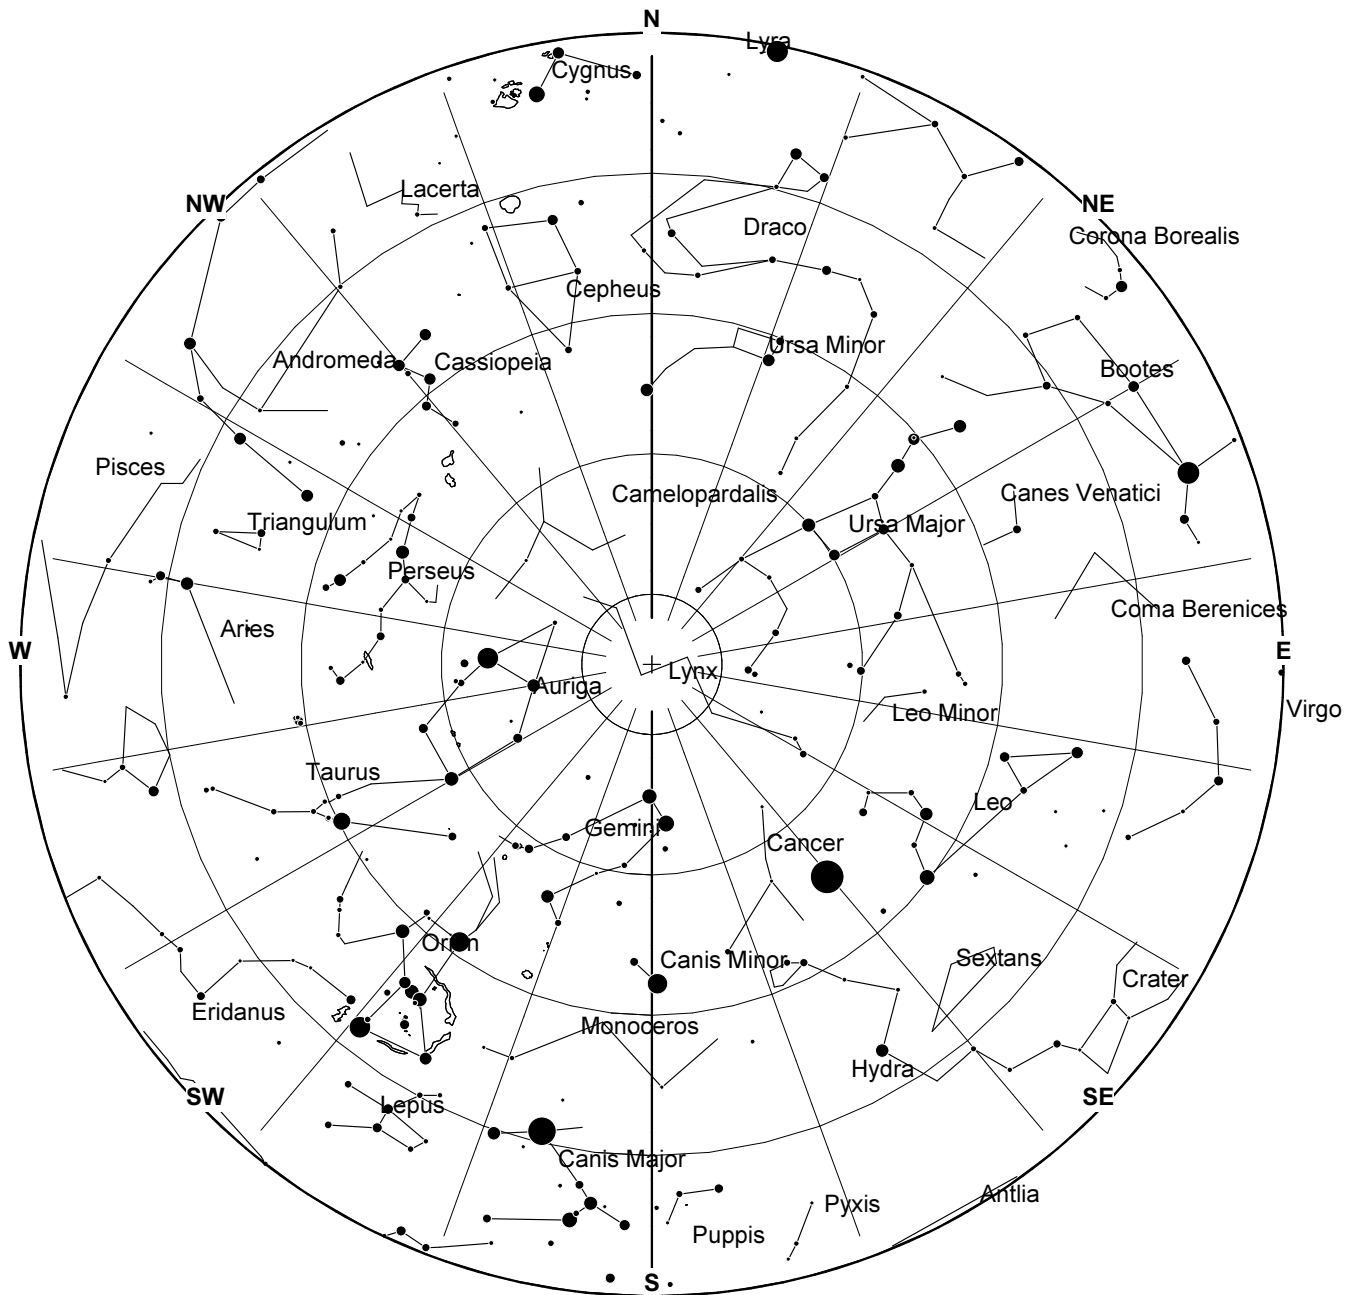 N
Lyra
Cygnus
Lacerta
NW
NE
Draco
Corona Borealis
Cepheus
Ursa Minor
Andromeda
Cassiopeia
Bootes
Pisces
Camelopardalis
Canes Venatici
Triangulum
Ursa Major
Perseus
Coma Berenices
Aries
W
E
Lynx
Auriga
Leo Minor
Virgo
Taurus
Leo
Gemini
Cancer
Orion
Canis Minor
Sextans
Crater
Eridanus
Monoceros
Hydra
SW
Lepus
SE
Canis Major
Antlia
Pyxis
Puppis
S